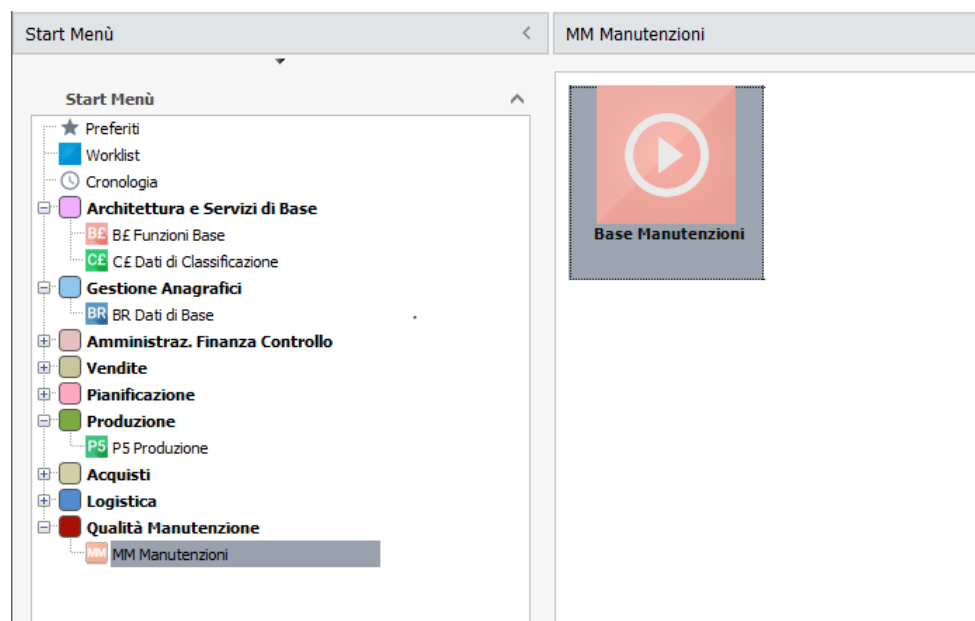 Start Menù
MM Manutenzioni
Start Menù
Preferiti
Worklist
Cronologia
Architettura e Servizi di Base
B£ B£ Funzioni Base
C£ C£ Dati di Classificazione
Gestione Anagrafici
BR BR Dati di Base
Amministraz. Finanza Controllo
Vendite
Pianificazione
Produzione
P5 P5 Produzione
Acquisti
Logistica
Qualità Manutenzione
MM MM Manutenzioni
Base Manutenzioni